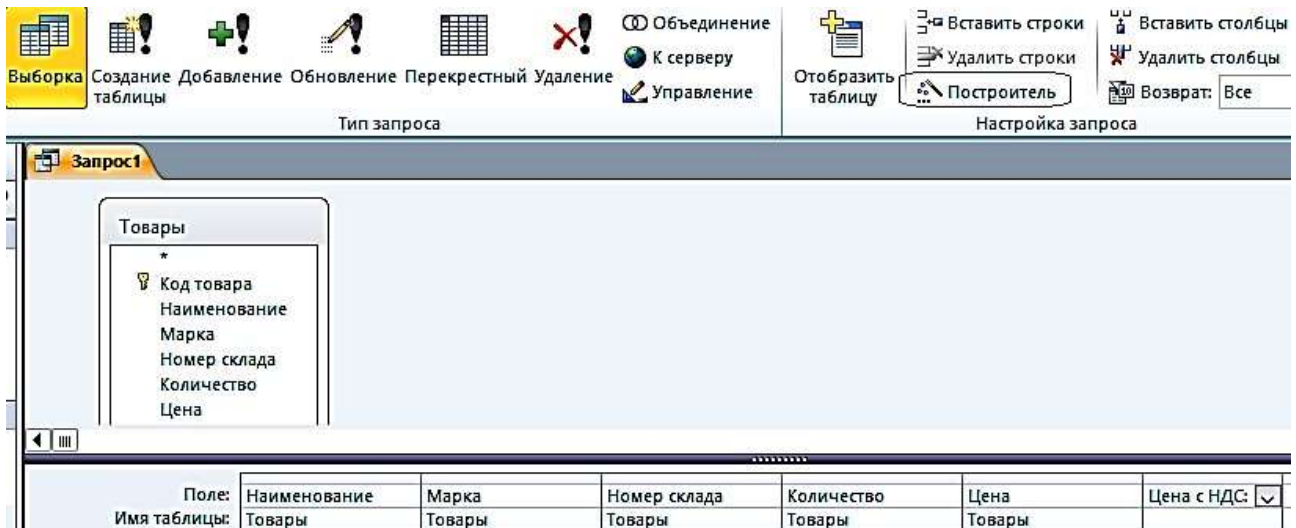 Выборка
Создание таблицы
Добавление
Обновление
Перекрестный
Удаление
Объединение
К серверу
Управление
Тип запроса
Отобразить таблицу
Вставить строки
Удалить строки
Построитель
Вставить столбцы
Удалить столбцы
Возврат: Все
Настройка запроса
Запрос1
Товары
*
Код товара
Наименование
Марка
Номер склада
Количество
Цена
Поле: Наименование Марка Номер склада Количество Цена Цена с НДС:
Имя таблицы: Товары Товары Товары Товары Товары